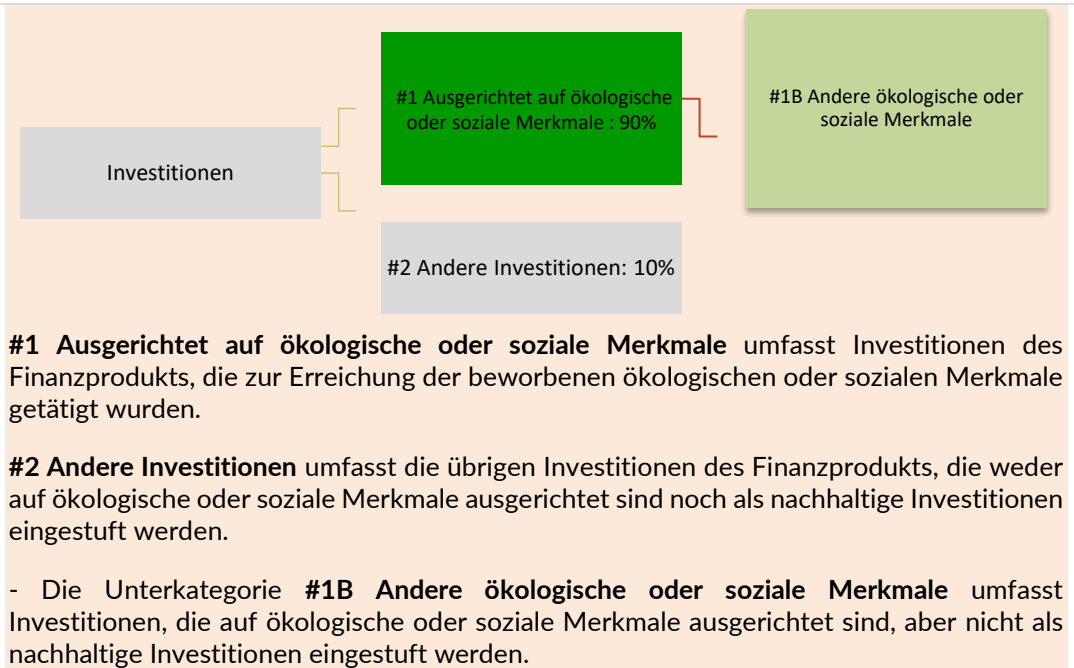 #1 Ausgerichtet auf ökologische
oder soziale Merkmale : 90%
#1B Andere ökologische oder
soziale Merkmale
Investitionen
#2 Andere Investitionen: 10%
#1 Ausgerichtet auf ökologische oder soziale Merkmale umfasst Investitionen des
Finanzprodukts, die zur Erreichung der beworbenen ökologischen oder sozialen Merkmale
getätigt wurden.
#2 Andere Investitionen umfasst die übrigen Investitionen des Finanzprodukts, die weder
auf ökologische oder soziale Merkmale ausgerichtet sind noch als nachhaltige Investitionen
eingestuft werden.
- Die Unterkategorie #1B Andere ökologische oder soziale Merkmale umfasst
Investitionen, die auf ökologische oder soziale Merkmale ausgerichtet sind, aber nicht als
nachhaltige Investitionen eingestuft werden.